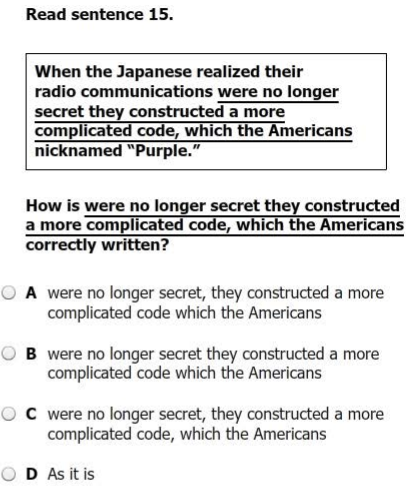 Read sentence 15.
When the Japanese realized their
radio communications were no longer
secret they constructed a more
complicated code, which the Americans
nicknamed “Purple.”
How is were no longer secret they constructed
a more complicated code, which the Americans
correctly written?
A were no longer secret, they constructed a more
complicated code which the Americans
B were no longer secret they constructed a more
complicated code which the Americans
C were no longer secret, they constructed a more
complicated code, which the Americans
D As it is